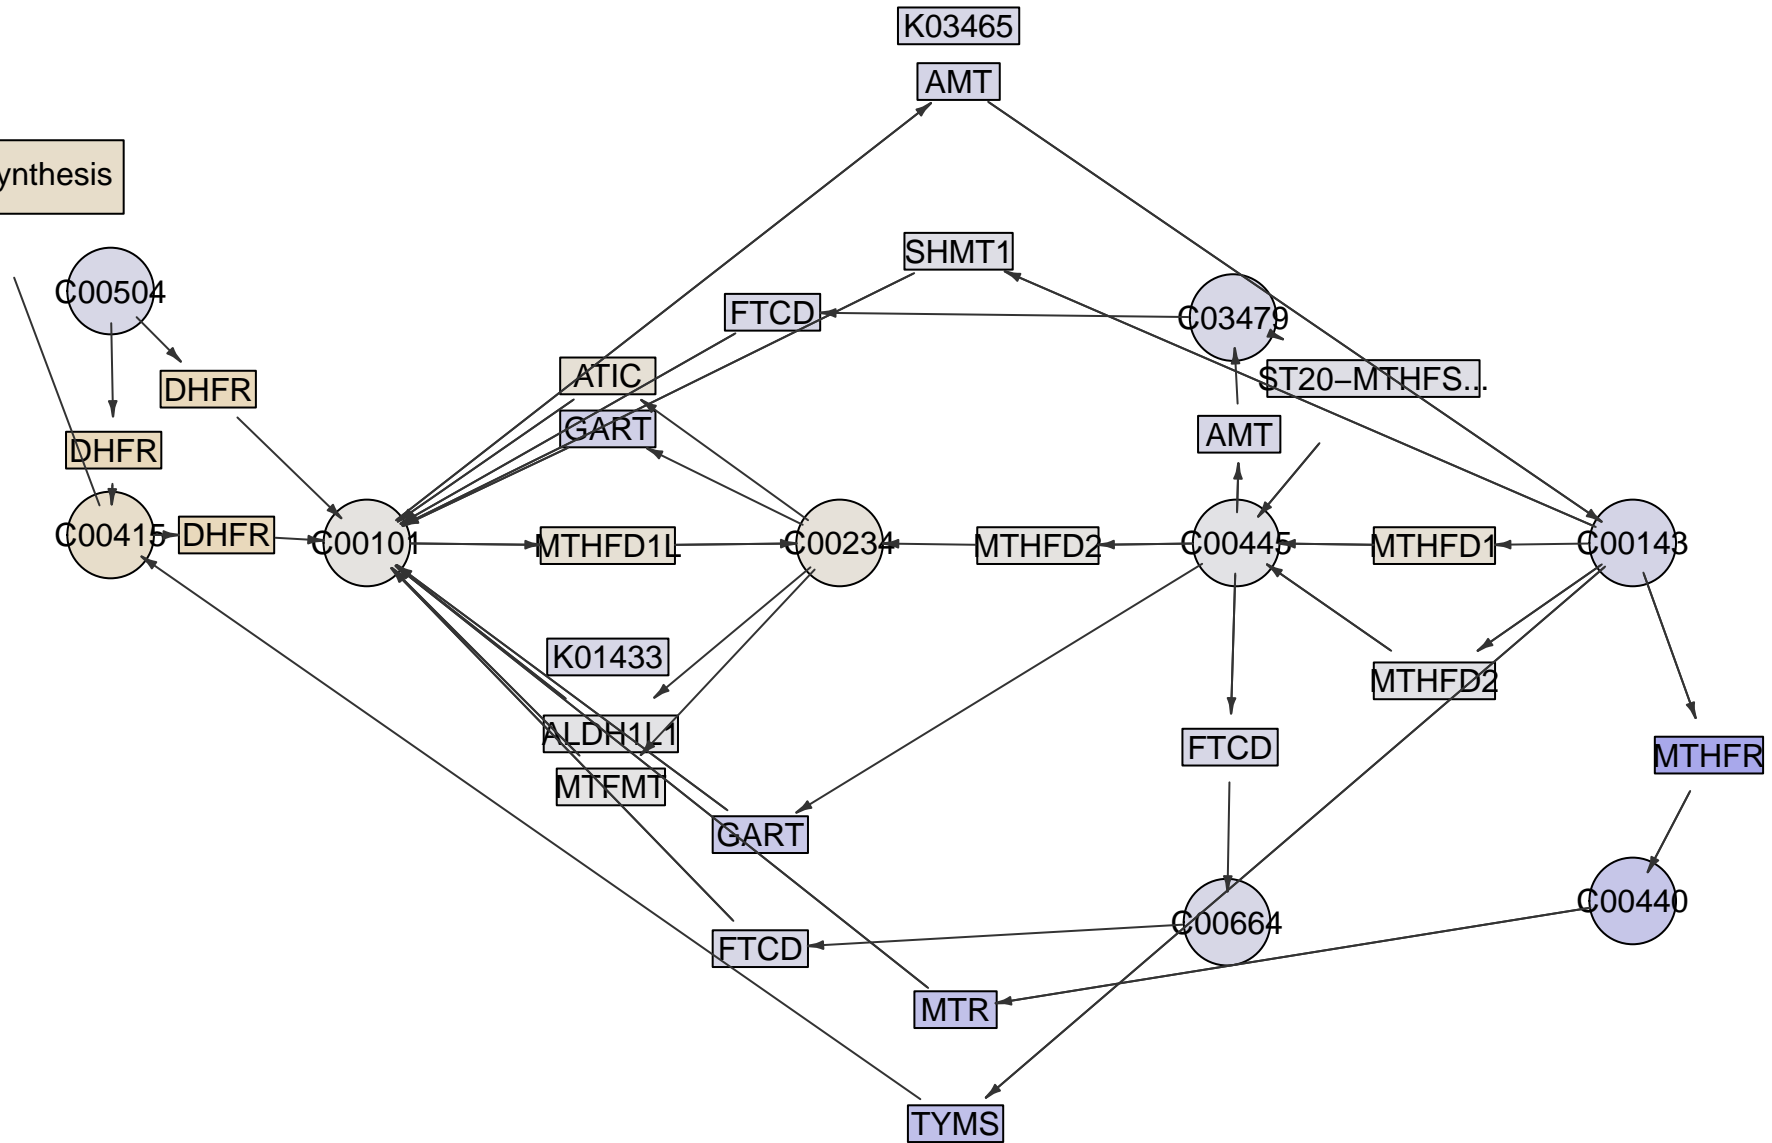 K03465
AMT
ynthesis
SHMT1
C00504
FTCD
C03479
ATIC
ST20−MTHFS...
DHFR
GART
AMT
DHFR
C00415
DHFR
C00101
MTHFD1L
C00234
MTHFD2
C00445
MTHFD1
C00143
K01433
MTHFD2
ALDH1L1
FTCD
MTHFR
MTFMT
GART
C00440
C00664
FTCD
MTR
TYMS